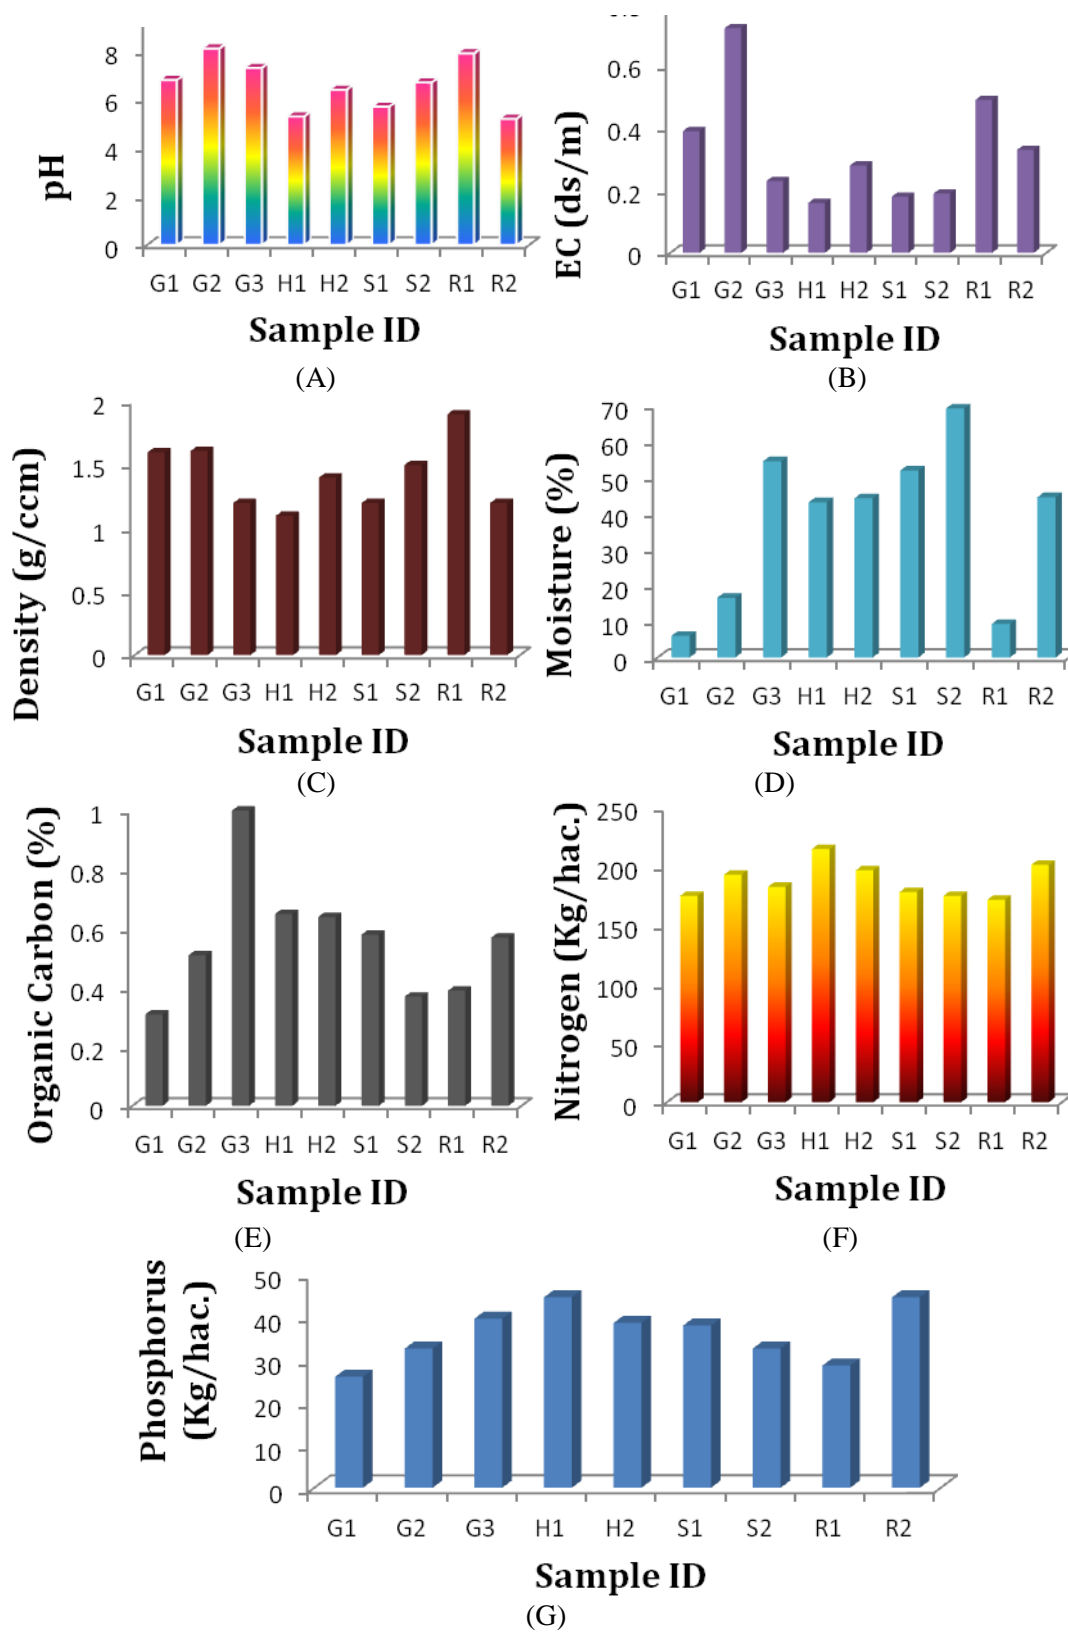 pH
8
6
4
2
0
G1 G2 G3 H1 H2 S1 S2 R1 R2
Sample ID
(A)
EC (ds/m)
0.6
0.4
0.2
0
G1 G2 G3 H1 H2 S1 S2 R1 R2
Sample ID
(B)
Density (g/ccm)
2
1.5
1
0.5
0
G1 G2 G3 H1 H2 S1 S2 R1 R2
Sample ID
(C)
Moisture (%)
70
60
50
40
30
20
10
0
G1 G2 G3 H1 H2 S1 S2 R1 R2
Sample ID
(D)
Organic Carbon (%)
1
0.8
0.6
0.4
0.2
0
G1 G2 G3 H1 H2 S1 S2 R1 R2
Sample ID
(E)
Nitrogen (Kg/hac.)
250
200
150
100
50
0
G1 G2 G3 H1 H2 S1 S2 R1 R2
Sample ID
(F)
Phosphorus
(Kg/hac.)
50
40
30
20
10
0
G1 G2 G3 H1 H2 S1 S2 R1 R2
Sample ID
(G)